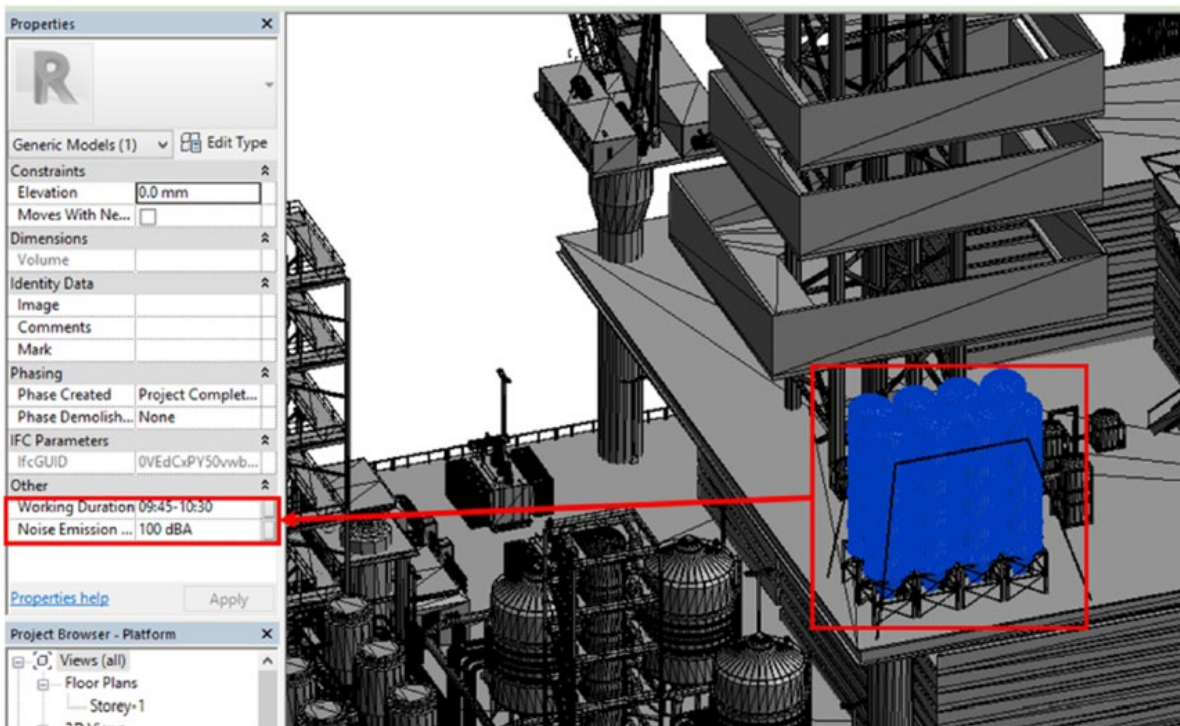 Properties
R
Generic Models (1) Edit Type
Constraints
Elevation 0.0 mm
Moves With Ne...
Dimensions
Volume
Identity Data
Image
Comments
Mark
Phasing
Phase Created Project Complet...
Phase Demolish... None
IFC Parameters
IfcGUID 0VEdCxPY50vwb...
Other
Working Duration 09:45-10:30
Noise Emission ... 100 dBA
Properties help Apply
Project Browser - Platform
Views (all)
Floor Plans
Storey-1